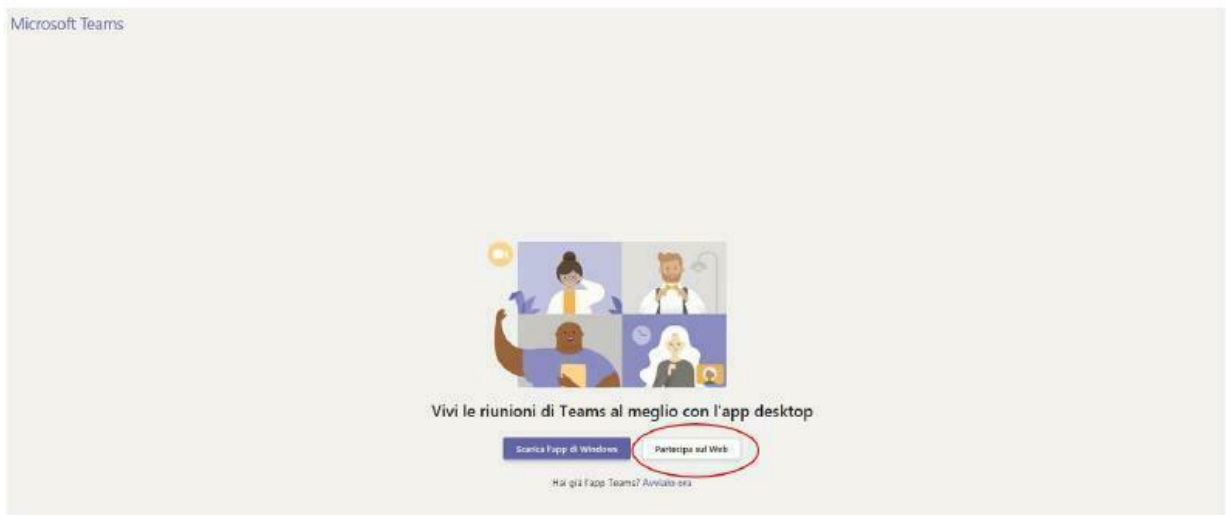 Microsoft Teams
Vivi le riunioni di Teams al meglio con l'app desktop
Scarica l'app di Windows
Partecipa sul Web
Hai già l'app Teams? Avvialo ora